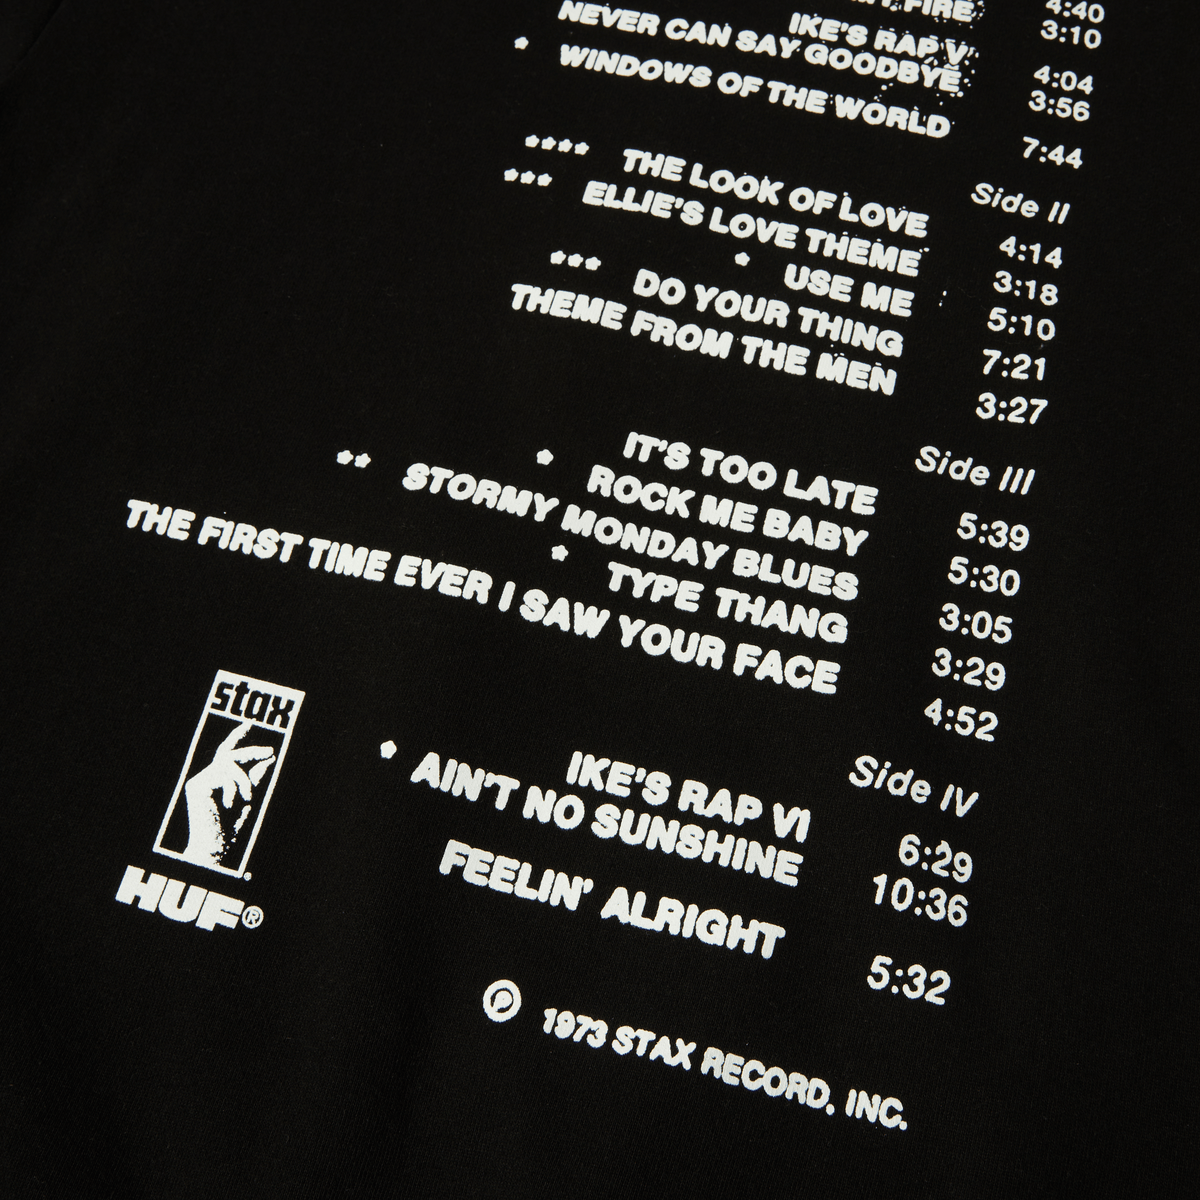 4:40
FIRE 3:10
IKE'S RAP V 4:04
NEVER CAN SAY GOODBYE 3:56
* WINDOWS OF THE WORLD 7:44
Side II
**** THE LOOK OF LOVE 4:14
*** ELLIE'S LOVE THEME 3:18
* USE ME 5:10
*** DO YOUR THING 7:21
THEME FROM THE MEN 3:27
Side III
IT'S TOO LATE 5:39
* ROCK ME BABY 5:30
** STORMY MONDAY BLUES 3:05
* TYPE THANG 3:29
THE FIRST TIME EVER I SAW YOUR FACE 4:52
Side IV
IKE'S RAP VI 6:29
* AIN'T NO SUNSHINE 10:36
FEELIN' ALRIGHT 5:32
stax
HUF®
℗ 1973 STAX RECORD, INC.